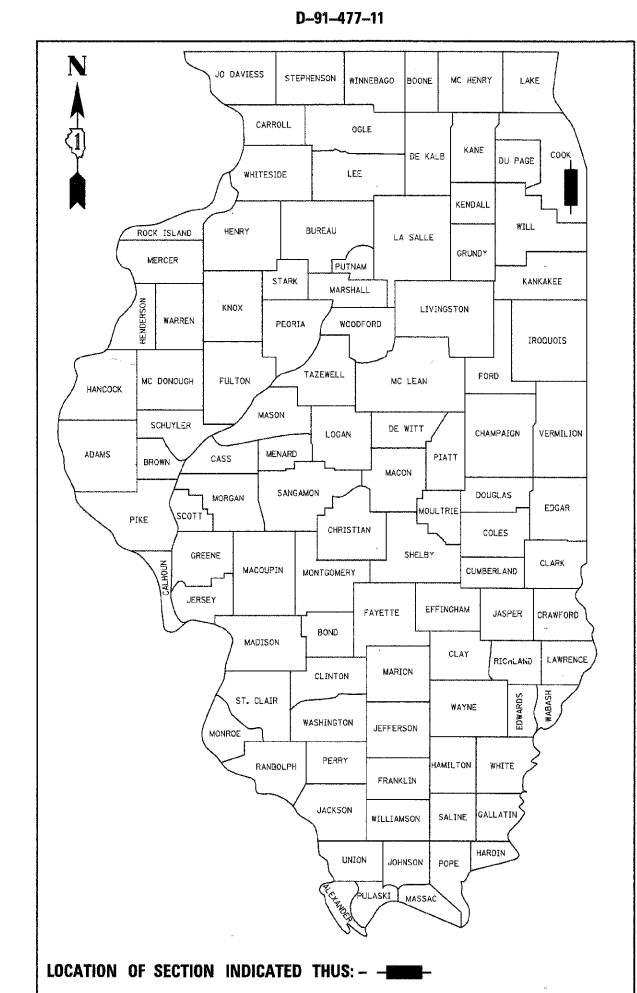 D-91-477-11
JO DAVIESS STEPHENSON WINNEBAGO BOONE MC HENRY LAKE
N
CARROLL OGLE
1
DE KALB KANE DU PAGE COOK
WHITESIDE LEE
KENDALL
ROCK ISLAND HENRY BUREAU LA SALLE WILL
MERCER PUTNAM GRUNDY
STARK MARSHALL KANKAKEE
HENDERSON WARREN KNOX PEORIA WOODFORD LIVINGSTON
IROQUOIS
HANCOCK MC DONOUGH FULTON TAZEWELL MC LEAN FORD
SCHUYLER MASON LOGAN DE WITT CHAMPAIGN VERMILION
ADAMS BROWN CASS MENARD MACON PIATT
PIKE SCOTT MORGAN SANGAMON MOULTRIE DOUGLAS EDGAR
CHRISTIAN COLES
GREENE MACOUPIN MONTGOMERY SHELBY CUMBERLAND CLARK
CALHOUN JERSEY
FAYETTE EFFINGHAM JASPER CRAWFORD
MADISON BOND CLAY RICHLAND LAWRENCE
CLINTON MARION
ST. CLAIR WASHINGTON WAYNE EDWARDS WABASH
MONROE JEFFERSON
RANDOLPH PERRY HAMILTON WHITE
FRANKLIN
JACKSON WILLIAMSON SALINE GALLATIN
UNION JOHNSON POPE HARDIN
ALEXANDER PULASKI MASSAC
LOCATION OF SECTION INDICATED THUS: -